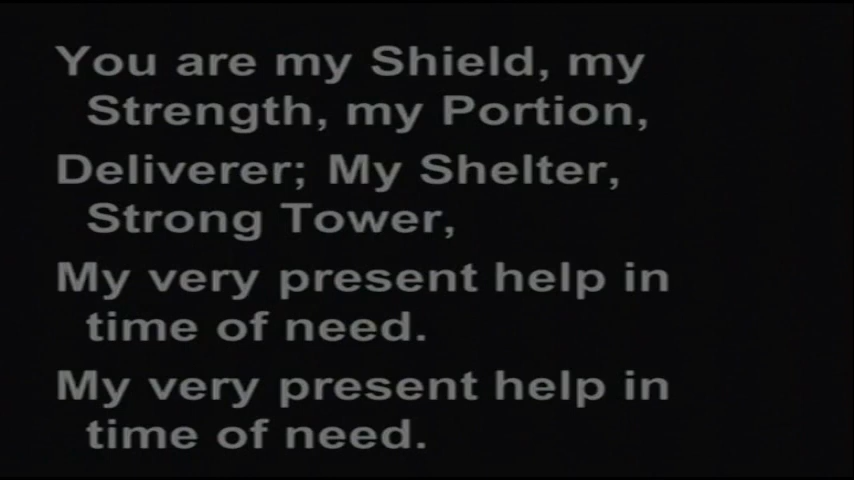 You are my Shield, my
Strength, my Portion,
Deliverer; My Shelter,
Strong Tower,
My very present help in
time of need.
My very present help in
time of need.